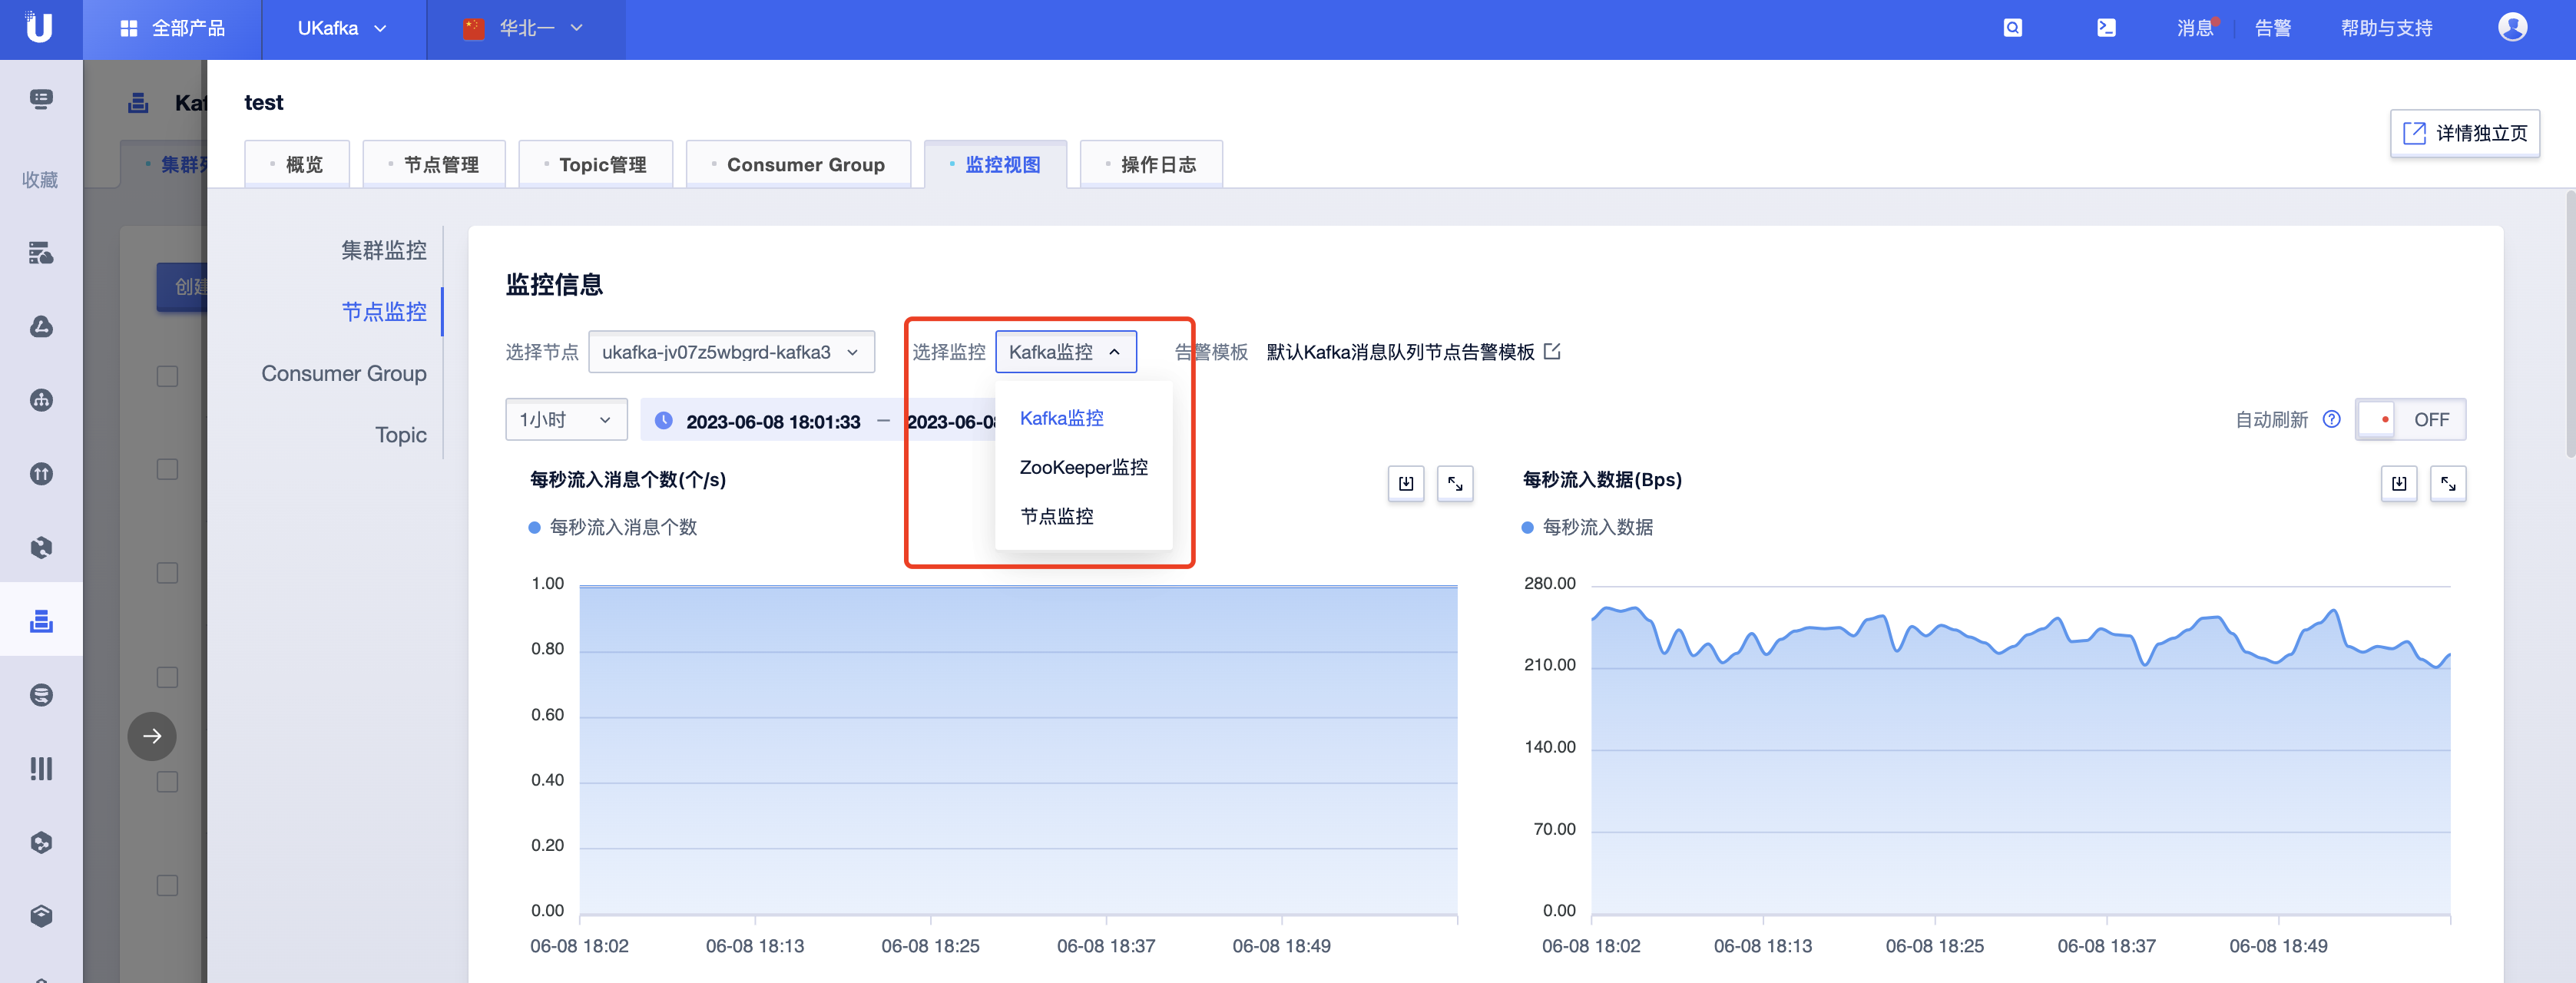 全部产品
UKafka
华北一
消息
告警
帮助与支持
收藏
test
详情独立页
概览
节点管理
Topic管理
Consumer Group
监控视图
操作日志
集群监控
节点监控
Consumer Group
Topic
监控信息
选择节点
ukafka-jv07z5wbgrd-kafka3
选择监控
Kafka监控
告警模板
默认Kafka消息队列节点告警模板
Kafka监控
ZooKeeper监控
节点监控
1小时
2023-06-08 18:01:33 – 2023-06-0
自动刷新
OFF
每秒流入消息个数(个/s)
每秒流入消息个数
1.00
0.80
0.60
0.40
0.20
0.00
06-08 18:02
06-08 18:13
06-08 18:25
06-08 18:37
06-08 18:49
每秒流入数据(Bps)
每秒流入数据
280.00
210.00
140.00
70.00
0.00
06-08 18:02
06-08 18:13
06-08 18:25
06-08 18:37
06-08 18:49